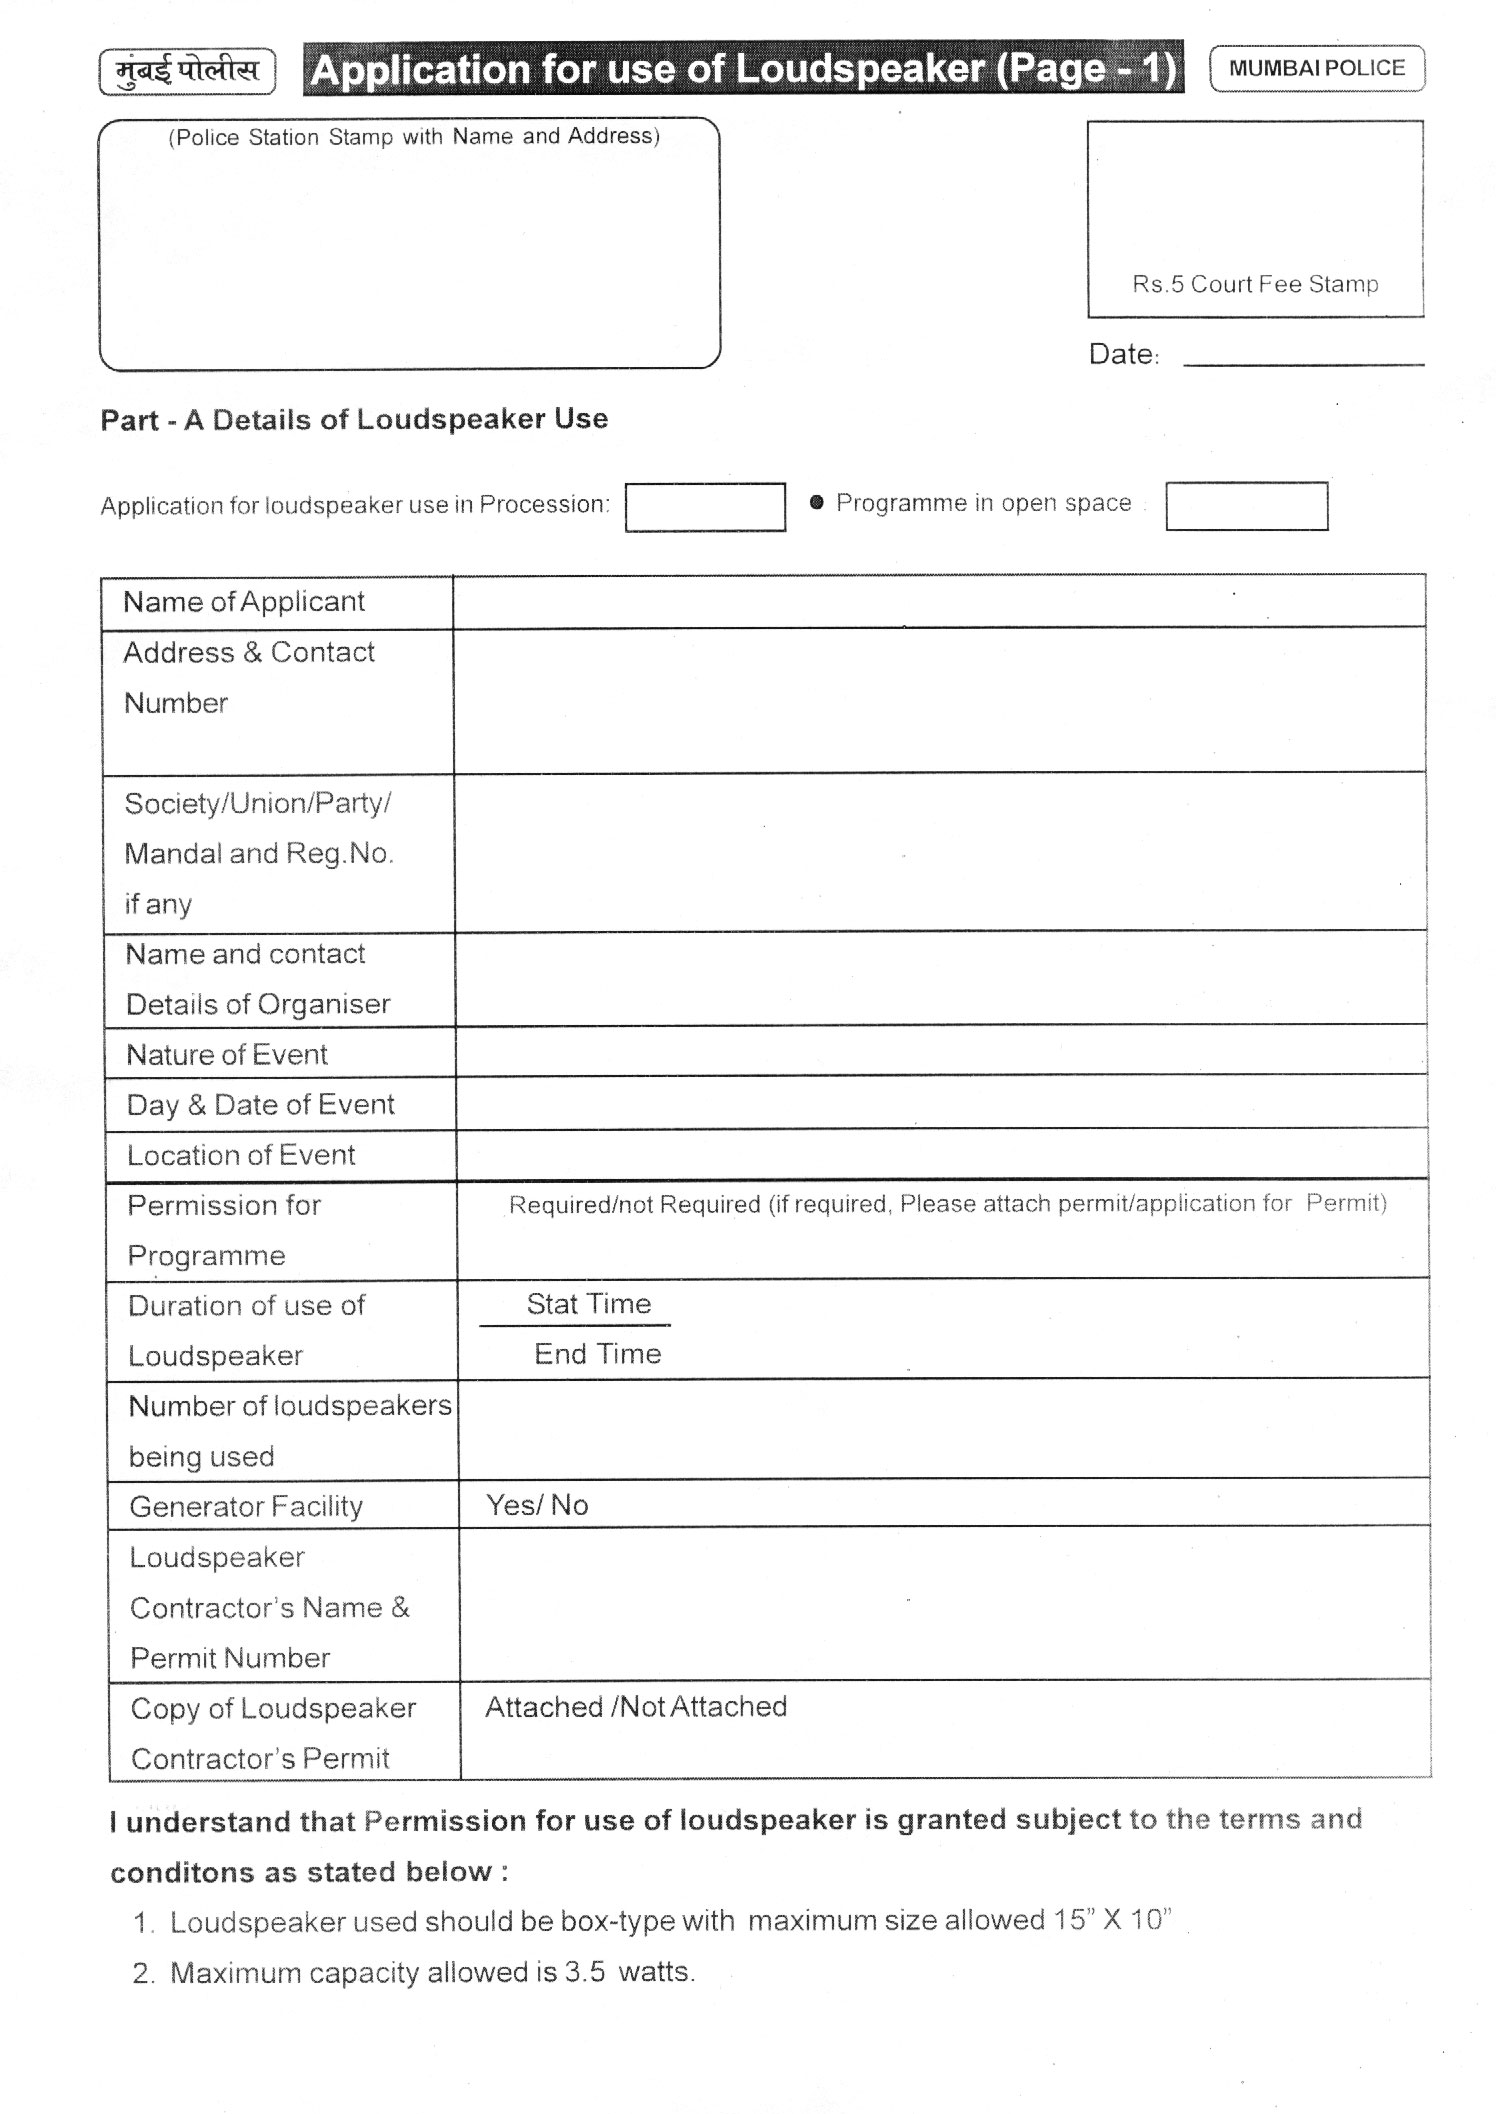 मुंबई पोलीस
Application for use of Loudspeaker (Page - 1)
MUMBAI POLICE
(Police Station Stamp with Name and Address)
Rs.5 Court Fee Stamp
Date:
Part - A Details of Loudspeaker Use
Application for loudspeaker use in Procession:
● Programme in open space :
Name of Applicant
Address & Contact
Number
Society/Union/Party/
Mandal and Reg.No.
if any
Name and contact
Details of Organiser
Nature of Event
Day & Date of Event
Location of Event
Permission for
Programme
Required/not Required (if required, Please attach permit/application for Permit)
Duration of use of
Loudspeaker
Stat Time
End Time
Number of loudspeakers
being used
Generator Facility
Yes/ No
Loudspeaker
Contractor's Name &
Permit Number
Copy of Loudspeaker
Contractor's Permit
Attached /Not Attached
I understand that Permission for use of loudspeaker is granted subject to the terms and
conditons as stated below :
1. Loudspeaker used should be box-type with maximum size allowed 15” X 10”
2. Maximum capacity allowed is 3.5 watts.